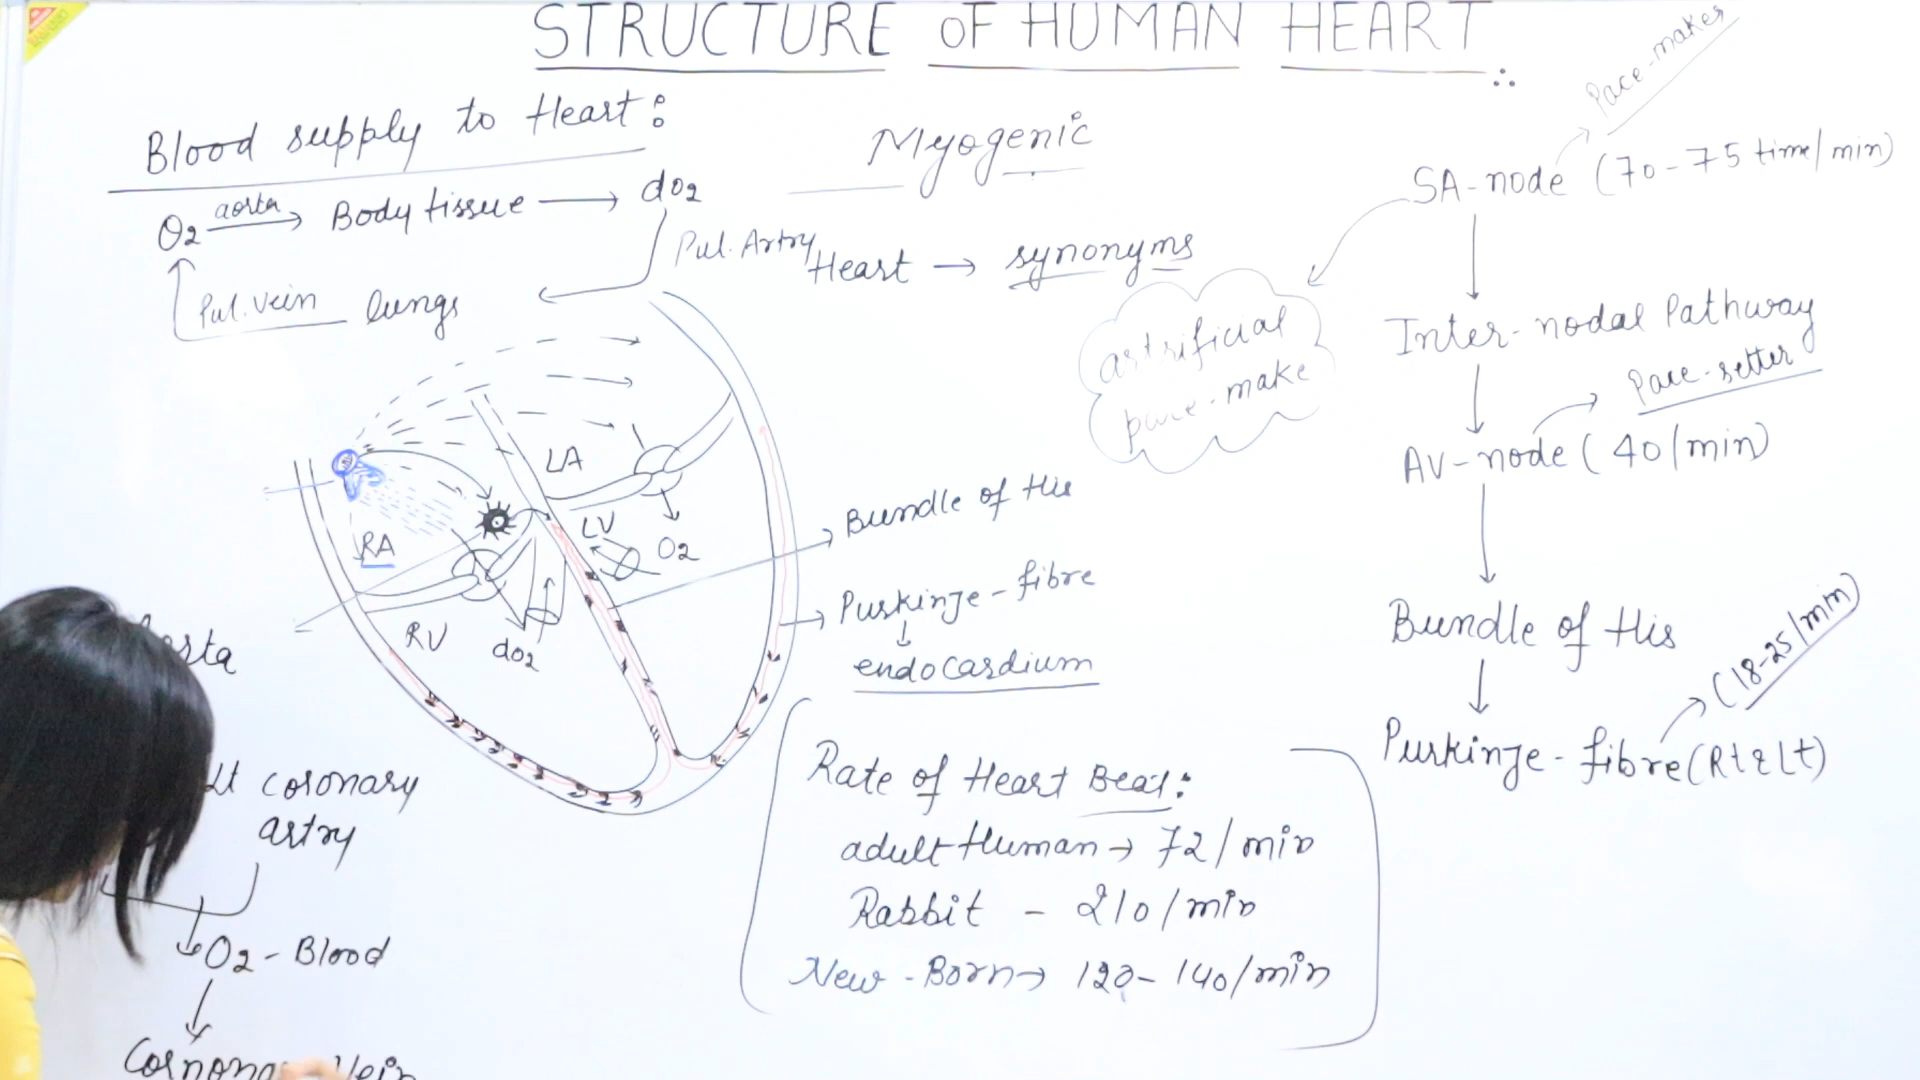 STRUCTURE OF HUMAN HEART
Blood supply to Heart:
O2 aorta → Body tissue → dO2
Pul. Artry
Pul. vein lungs
Myogenic
Heart → synonyms
artrificial
pace-make
Pace-maker
SA-node (70-75 time/min)
Inter-nodal Pathway
Pace-setter
AV-node (40/min)
Bundle of His
(18-25/min)
Purkinje-fibre (Rt & Lt)
LA
LV
O2
RA
RV
dO2
Bundle of His
Purkinje-fibre
↓
endocardium
Lt coronary
artry
O2-Blood
Vein
Rate of Heart Beat:
adult Human → 72/min
Rabbit - 210/min
New-Born → 120-140/min